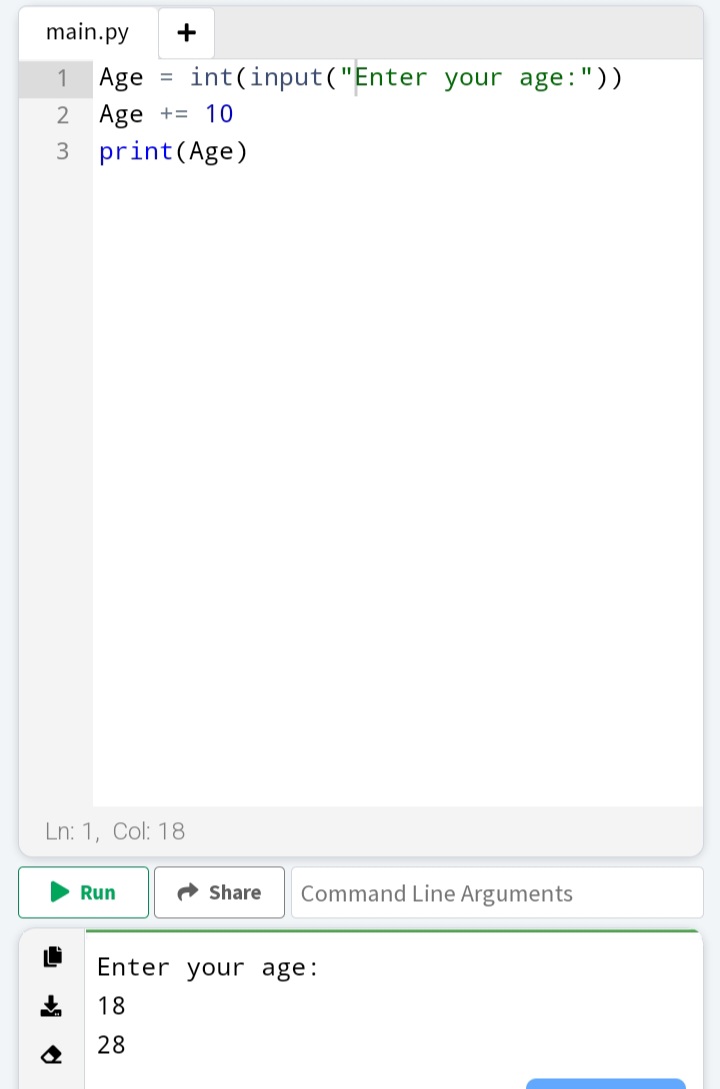 main.py +
1 Age = int(input("Enter your age:"))
2 Age += 10
3 print(Age)
Ln: 1, Col: 18
Run Share Command Line Arguments
Enter your age:
18
28